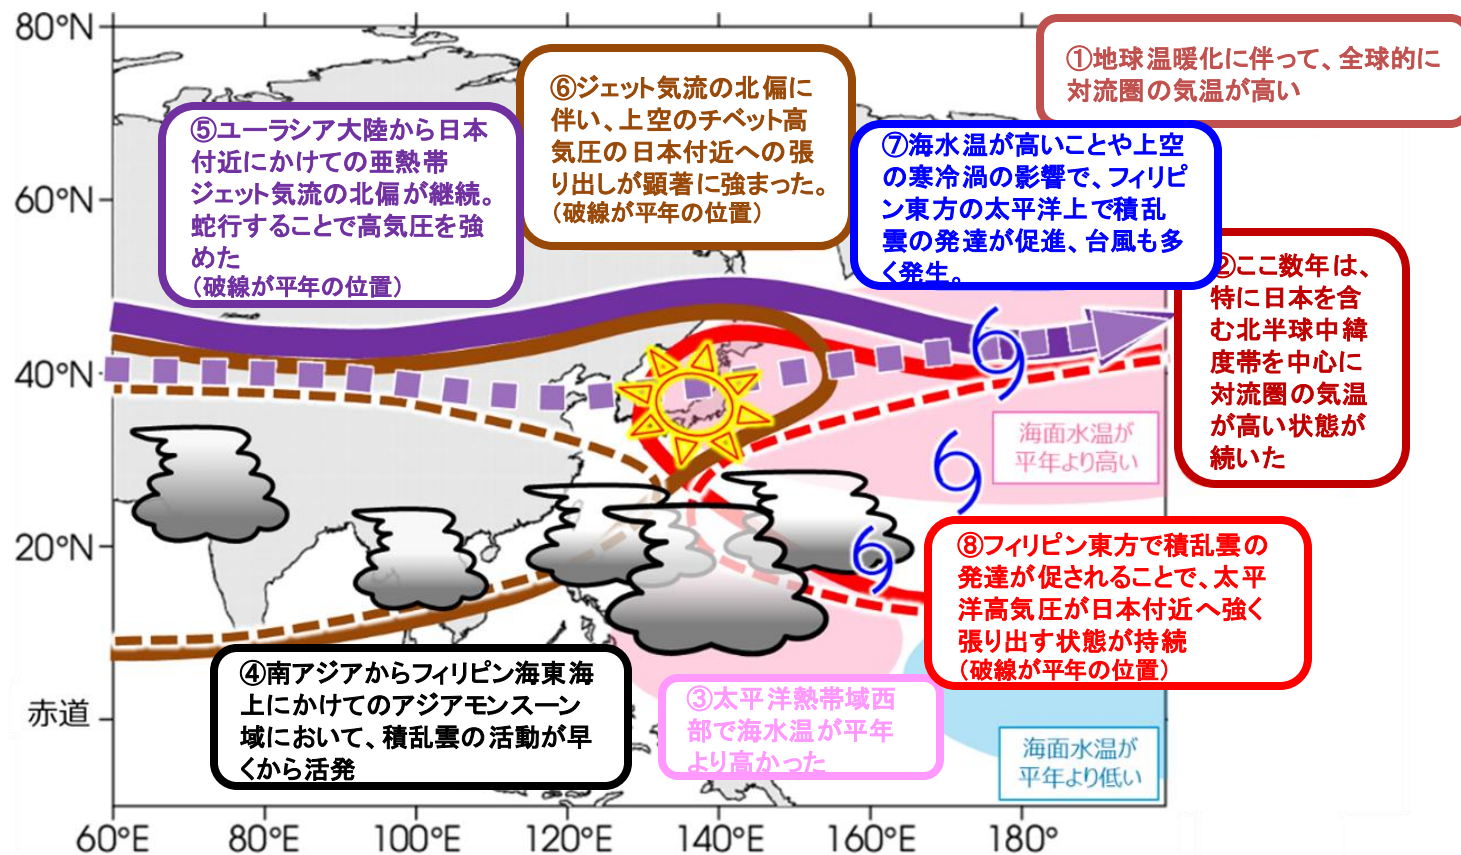 80°N
60°N
40°N
20°N
赤道
60°E
80°E
100°E
120°E
140°E
160°E
180°
①地球温暖化に伴って、全球的に
対流圏の気温が高い
⑥ジェット気流の北偏に
伴い、上空のチベット高
気圧の日本付近への張
り出しが顕著に強まった。
(破線が平年の位置)
⑤ユーラシア大陸から日本
付近にかけての亜熱帯
ジェット気流の北偏が継続。
蛇行することで高気圧を強
めた
(破線が平年の位置)
⑦海水温が高いことや上空
の寒冷渦の影響で、フィリピ
ン東方の太平洋上で積乱
雲の発達が促進、台風も多
く発生。
②ここ数年は、
特に日本を含
む北半球中緯
度帯を中心に
対流圏の気温
が高い状態が
続いた
海面水温が
平年より高い
⑧フィリピン東方で積乱雲の
発達が促されることで、太平
洋高気圧が日本付近へ強く
張り出す状態が持続
(破線が平年の位置)
④南アジアからフィリピン海東海
上にかけてのアジアモンスーン
域において、積乱雲の活動が早
くから活発
③太平洋熱帯域西
部で海水温が平年
より高かった
海面水温が
平年より低い